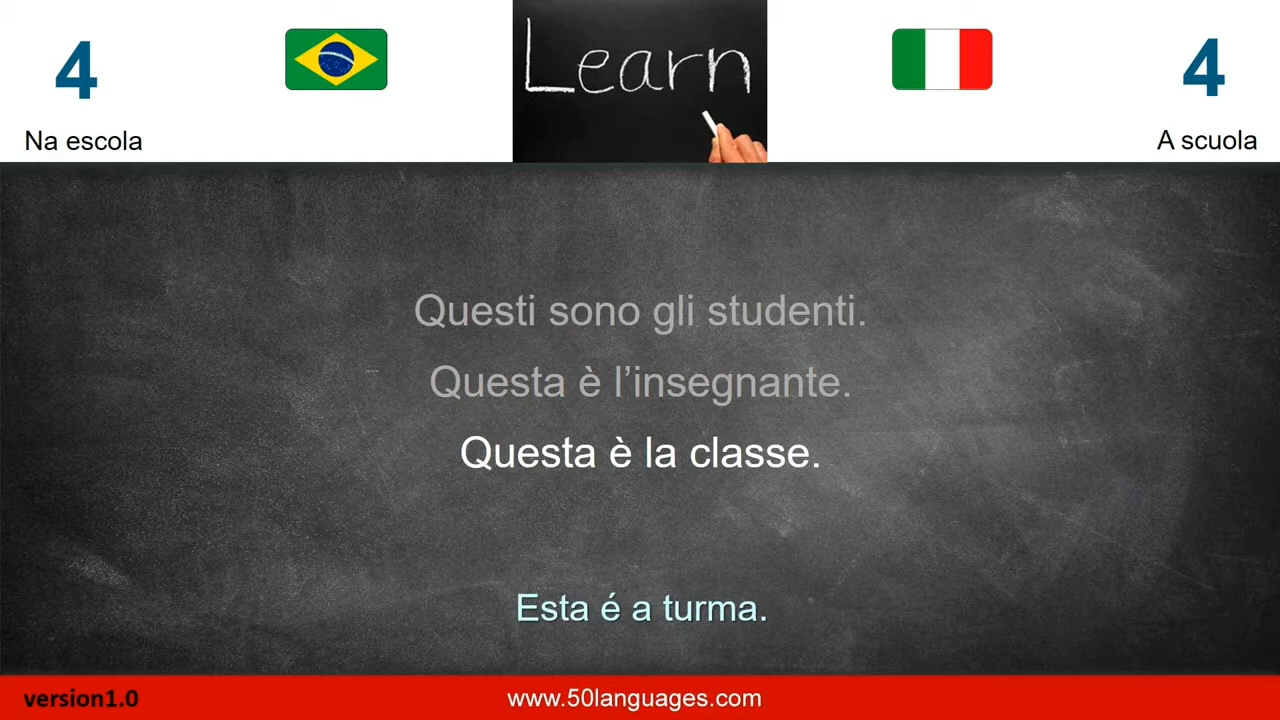 4
Na escola
Learn
4
A scuola
Questi sono gli studenti.
Questa è l’insegnante.
Questa è la classe.
Esta é a turma.
version1.0
www.50languages.com